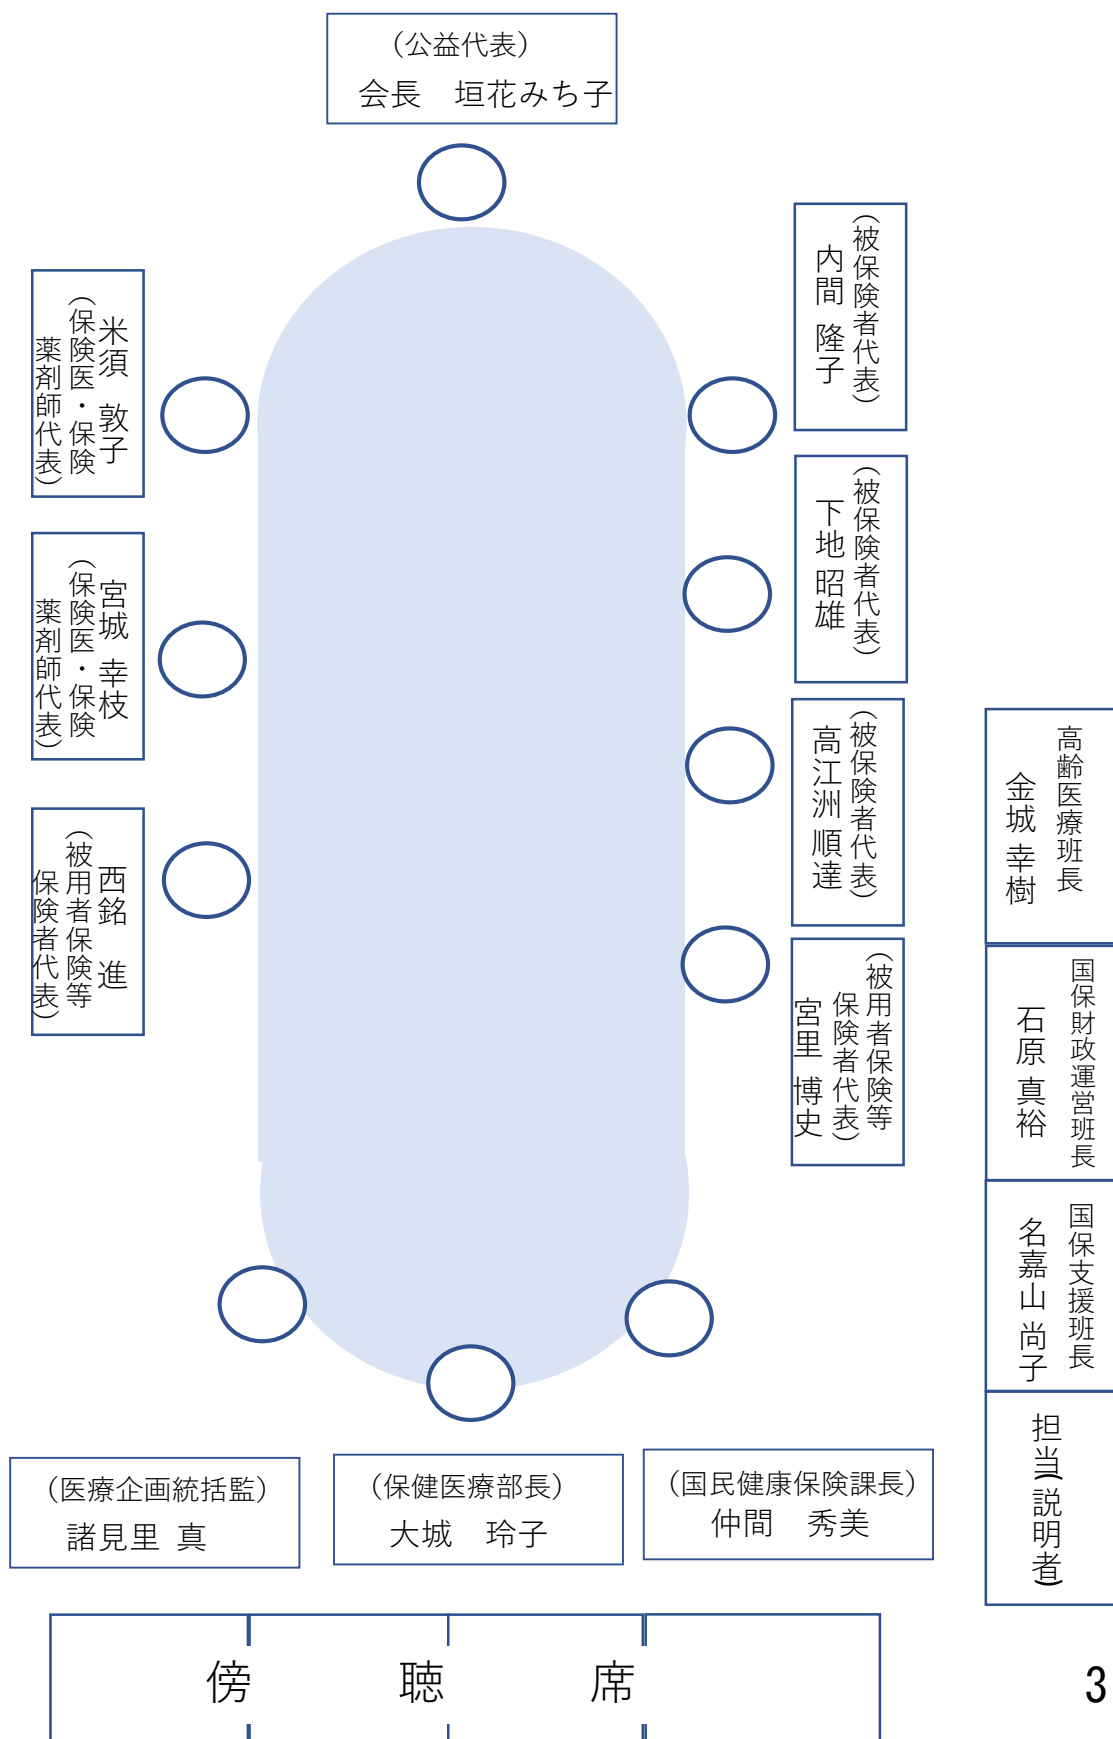 （公益代表）
会長　垣花みち子
米須 敦子
（保険医・保険
薬剤師代表）
宮城 幸枝
（保険医・保険
薬剤師代表）
西銘 進
（被用者保険等
保険者代表）
（被保険者代表）
内間 隆子
（被保険者代表）
下地 昭雄
（被保険者代表）
高江洲 順達
（被用者保険等
保険者代表）
宮里 博史
高齢医療班長
金城 幸樹
国保財政運営班長
石原 真裕
国保支援班長
名嘉山 尚子
担当（説明者）
（医療企画統括監）
諸見里 真
（保健医療部長）
大城　玲子
（国民健康保険課長）
仲間　秀美
傍　聴　席
3